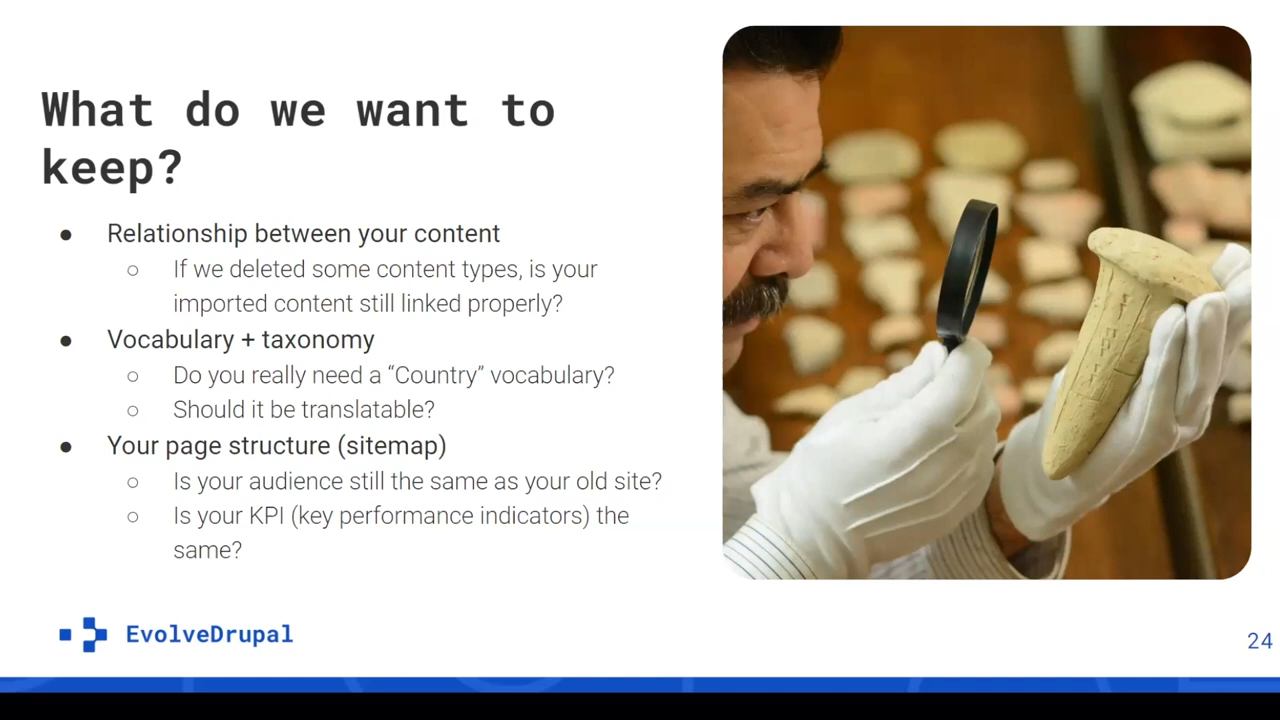 What do we want to
keep?
● Relationship between your content
○ If we deleted some content types, is your
imported content still linked properly?
● Vocabulary + taxonomy
○ Do you really need a “Country” vocabulary?
○ Should it be translatable?
● Your page structure (sitemap)
○ Is your audience still the same as your old site?
○ Is your KPI (key performance indicators) the
same?
EvolveDrupal
24